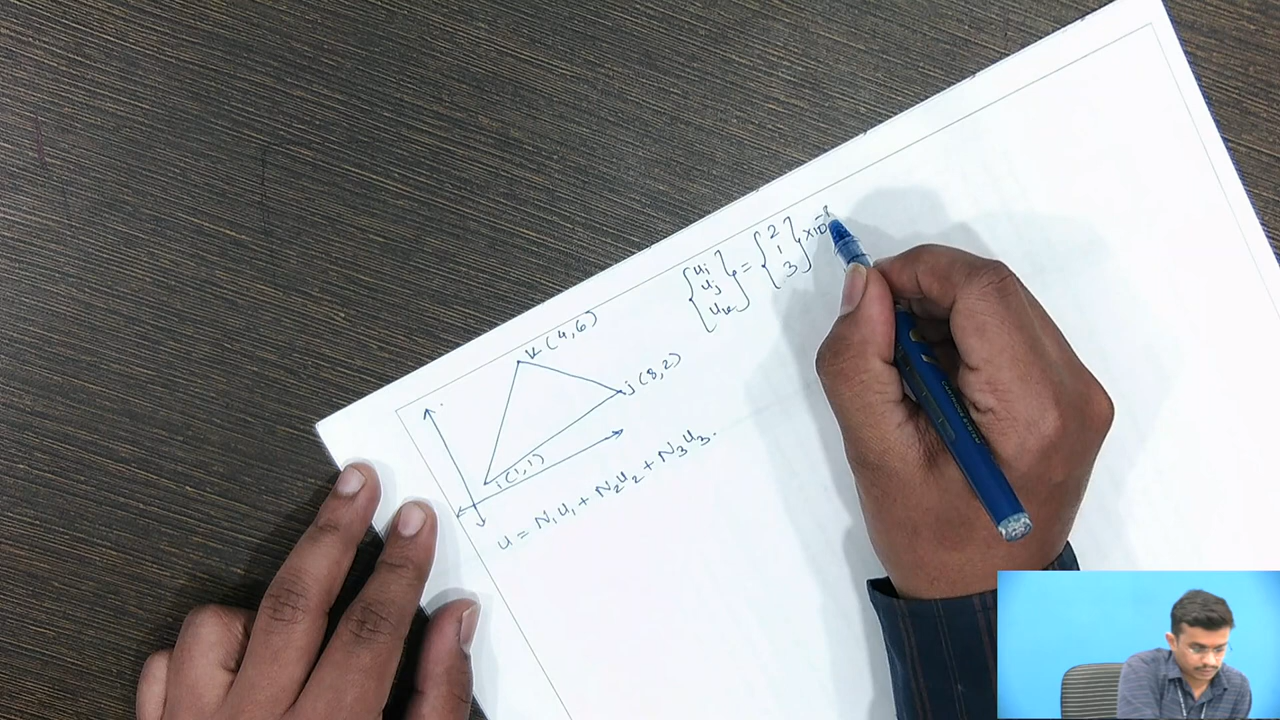 {ui uj uk} = {2 1 3} ×10⁻
k (4,6)
j (8,2)
i (1,1)
u = N₁u₁ + N₂u₂ + N₃u₃.